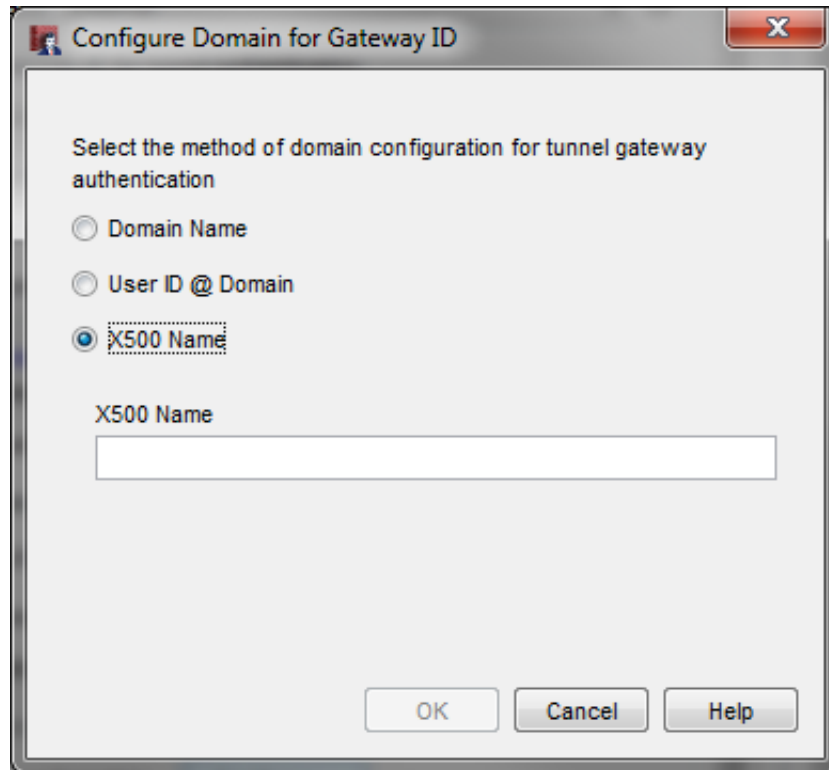 Configure Domain for Gateway ID
Select the method of domain configuration for tunnel gateway
authentication
Domain Name
User ID @ Domain
X500 Name
X500 Name
OK Cancel Help